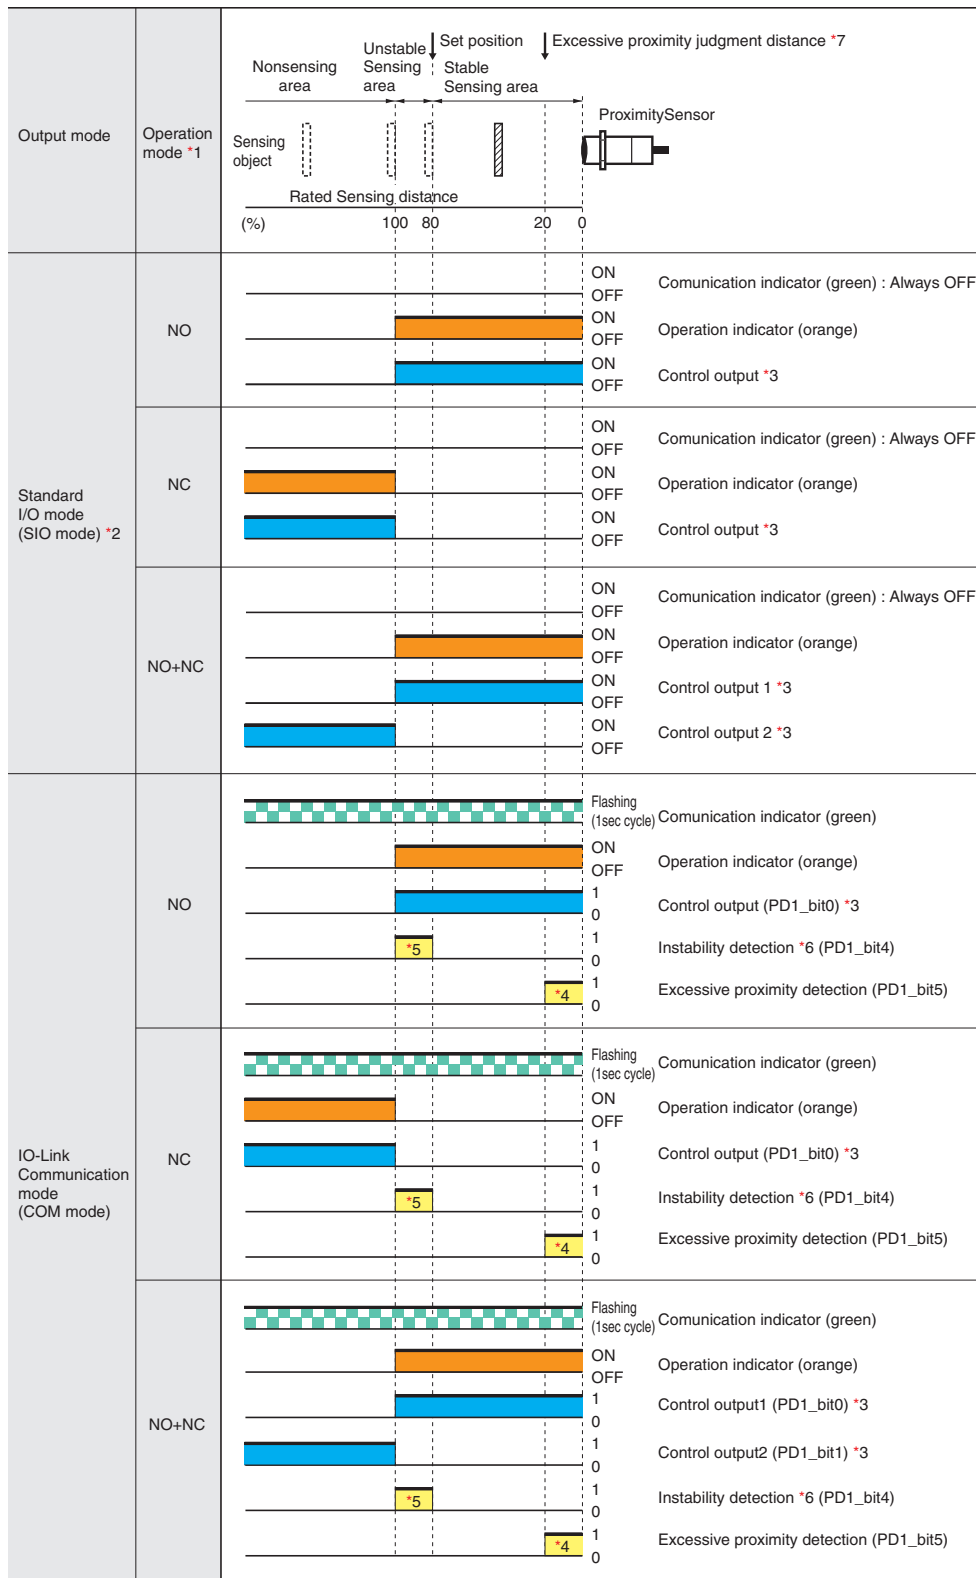 Output mode
Operation
mode *1
Unstable
Sensing
area
Set position
Excessive proximity judgment distance *7
Nonsensing
area
Stable
Sensing area
ProximitySensor
Sensing
object
Rated Sensing distance
(%)
100 80 20 0
Standard
I/O mode
(SIO mode) *2
NO
ON
OFF
Comunication indicator (green) : Always OFF
ON
OFF
Operation indicator (orange)
ON
OFF
Control output *3
NC
ON
OFF
Comunication indicator (green) : Always OFF
ON
OFF
Operation indicator (orange)
ON
OFF
Control output *3
NO+NC
ON
OFF
Comunication indicator (green) : Always OFF
ON
OFF
Operation indicator (orange)
ON
OFF
Control output 1 *3
ON
OFF
Control output 2 *3
IO-Link
Communication
mode
(COM mode)
NO
Flashing
(1sec cycle)
Comunication indicator (green)
ON
OFF
Operation indicator (orange)
1
0
Control output (PD1_bit0) *3
*5
1
0
Instability detection *6 (PD1_bit4)
*4
1
0
Excessive proximity detection (PD1_bit5)
NC
Flashing
(1sec cycle)
Comunication indicator (green)
ON
OFF
Operation indicator (orange)
1
0
Control output (PD1_bit0) *3
*5
1
0
Instability detection *6 (PD1_bit4)
*4
1
0
Excessive proximity detection (PD1_bit5)
NO+NC
Flashing
(1sec cycle)
Comunication indicator (green)
ON
OFF
Operation indicator (orange)
1
0
Control output1 (PD1_bit0) *3
1
0
Control output2 (PD1_bit1) *3
*5
1
0
Instability detection *6 (PD1_bit4)
*4
1
0
Excessive proximity detection (PD1_bit5)